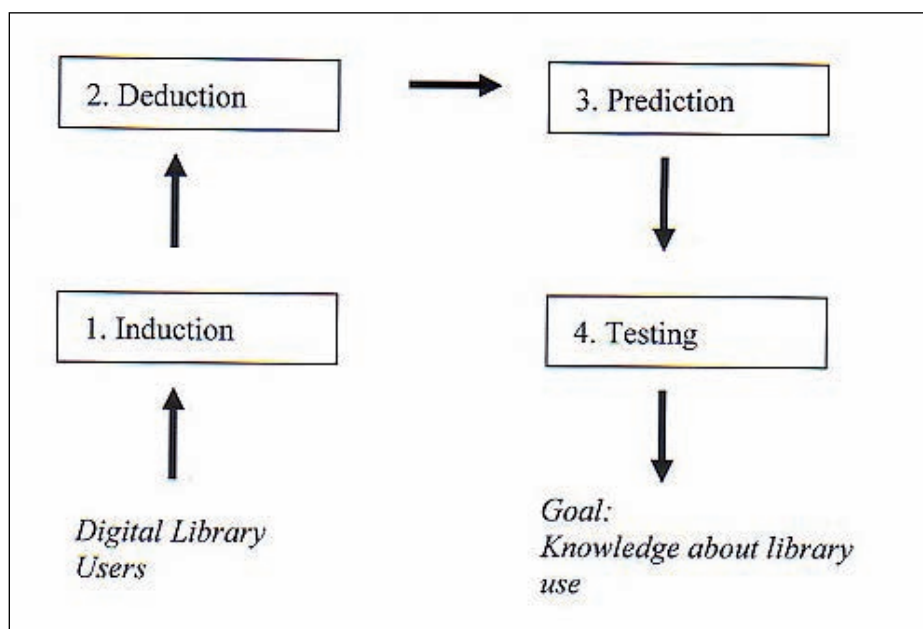 2. Deduction
3. Prediction
1. Induction
4. Testing
Digital Library
Users
Goal:
Knowledge about library
use